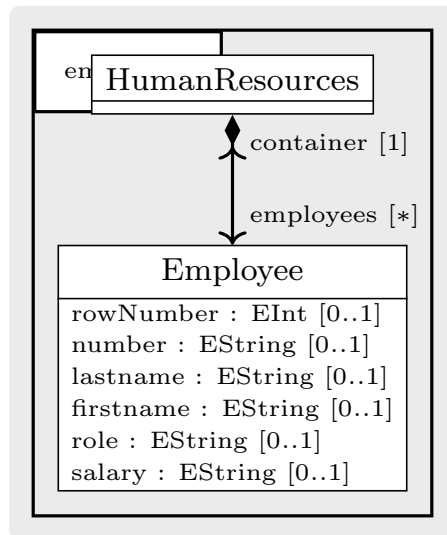 HumanResources
container [1]
employees [*]
Employee
rowNumber : EInt [0..1]
number : EString [0..1]
lastname : EString [0..1]
firstname : EString [0..1]
role : EString [0..1]
salary : EString [0..1]